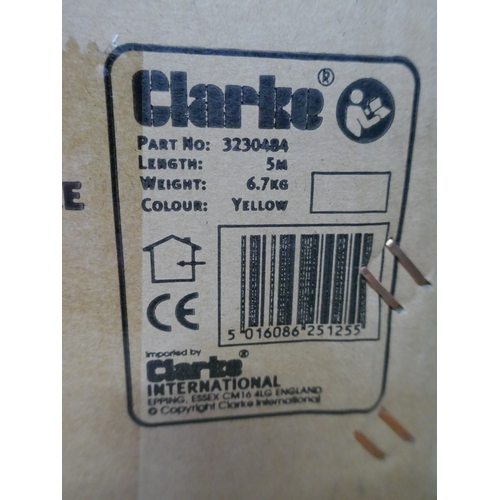 Clarke®
PART NO: 3230484
LENGTH: 5M
WEIGHT: 6.7KG
COLOUR: YELLOW
E
CE
5 016086 251255
Imported by
Clarke®
INTERNATIONAL
EPPING, ESSEX CM16 4LG ENGLAND
© Copyright Clarke International